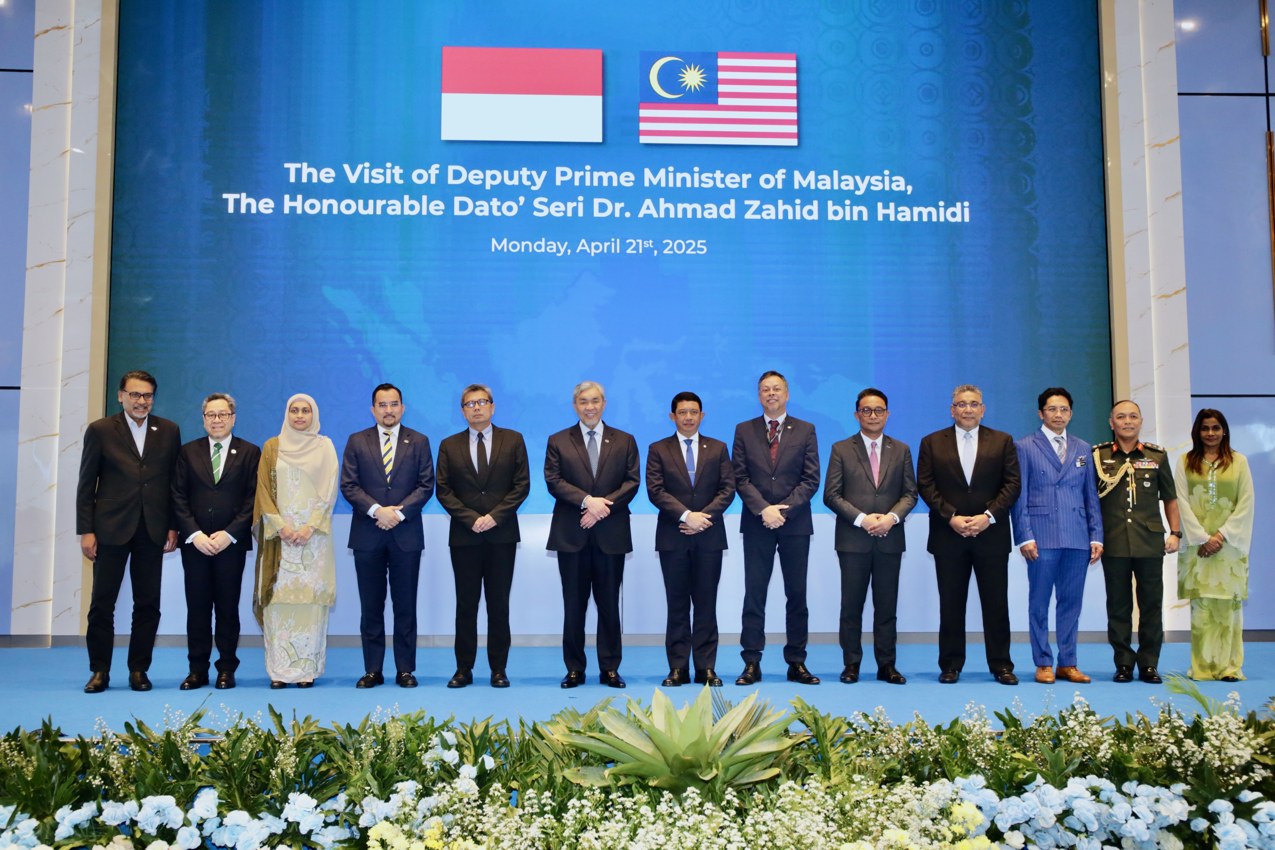 The Visit of Deputy Prime Minister of Malaysia,
The Honourable Dato’ Seri Dr. Ahmad Zahid bin Hamidi
Monday, April 21st, 2025